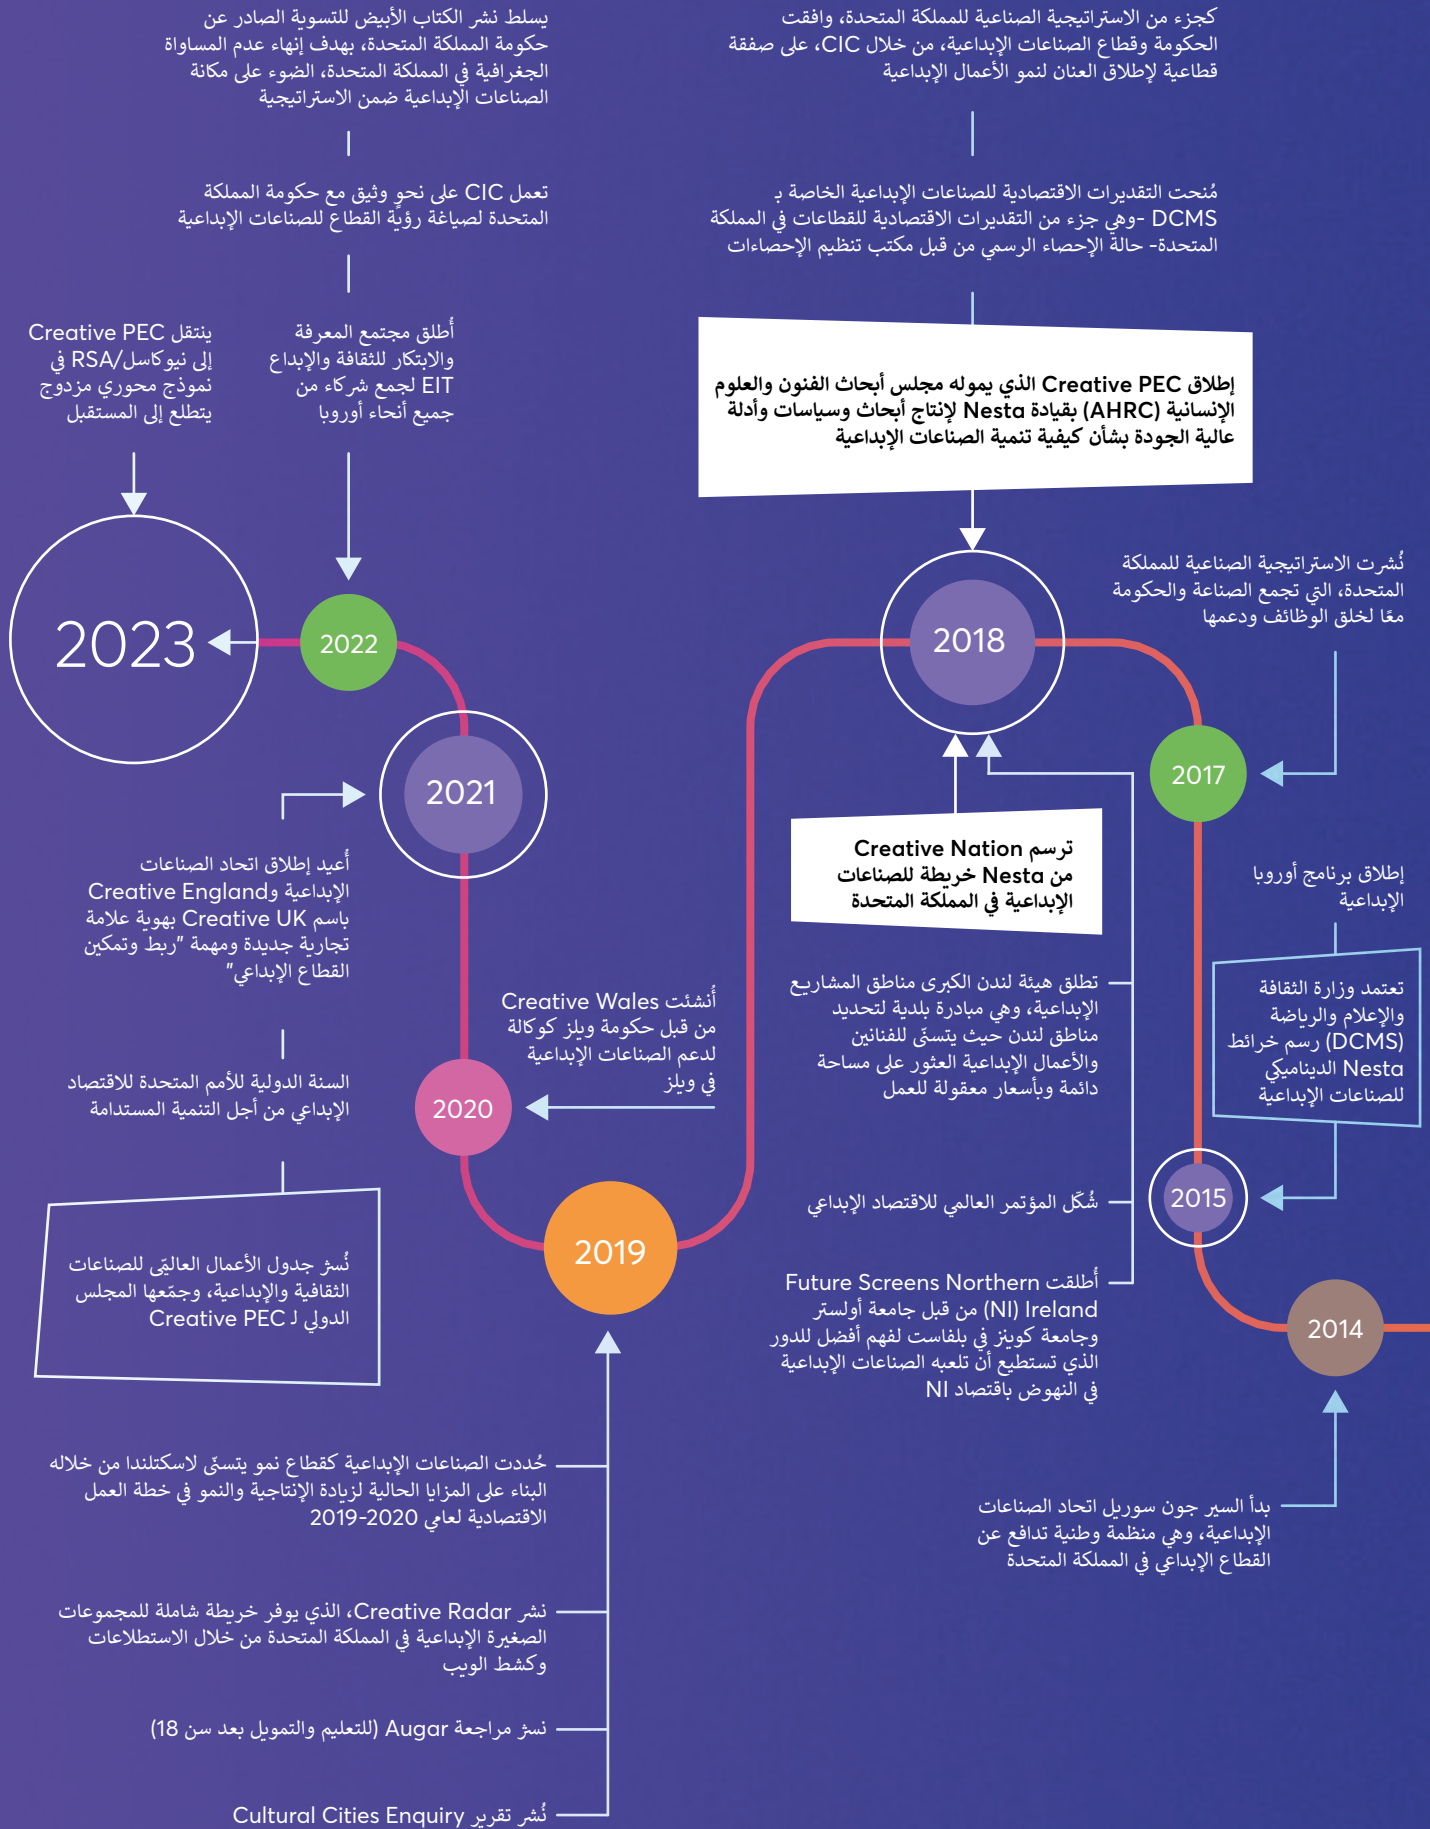 كجزء من الاستراتيجية الصناعية للمملكة المتحدة، وافقت
الحكومة وقطاع الصناعات الإبداعية، من خلال CIC، على صفقة
قطاعية لإطلاق العنان لنمو الأعمال الإبداعية
مُنحت التقديرات الاقتصادية للصناعات الإبداعية الخاصة بـ
DCMS -وهي جزء من التقديرات الاقتصادية للقطاعات في المملكة
المتحدة- حالة الإحصاء الرسمي من قبل مكتب تنظيم الإحصاءات
إطلاق Creative PEC الذي يموله مجلس أبحاث الفنون والعلوم
الإنسانية (AHRC) بقيادة Nesta لإنتاج أبحاث وسياسات وأدلة
عالية الجودة بشأن كيفية تنمية الصناعات الإبداعية
يسلط نشر الكتاب الأبيض للتسوية الصادر عن
حكومة المملكة المتحدة، بهدف إنهاء عدم المساواة
الجغرافية في المملكة المتحدة، الضوء على مكانة
الصناعات الإبداعية ضمن الاستراتيجية
تعمل CIC على نحوٍ وثيق مع حكومة المملكة
المتحدة لصياغة رؤية القطاع للصناعات الإبداعية
أُطلق مجتمع المعرفة
والابتكار للثقافة والإبداع
EIT لجمع شركاء من
جميع أنحاء أوروبا
ينتقل Creative PEC
إلى نيوكاسل/RSA في
نموذج محوري مزدوج
يتطلع إلى المستقبل
نُشرت الاستراتيجية الصناعية للمملكة
المتحدة، التي تجمع الصناعة والحكومة
معًا لخلق الوظائف ودعمها
2018
2022
2023
2017
2021
ترسم Creative Nation
من Nesta خريطة للصناعات
الإبداعية في المملكة المتحدة
إطلاق برنامج أوروبا
الإبداعية
تعتمد وزارة الثقافة
والإعلام والرياضة
(DCMS) رسم خرائط
Nesta الديناميكي
للصناعات الإبداعية
2015
2014
بدأ السير جون سوريل اتحاد الصناعات
الإبداعية، وهي منظمة وطنية تدافع عن
القطاع الإبداعي في المملكة المتحدة
تطلق هيئة لندن الكبرى مناطق المشاريع
الإبداعية، وهي مبادرة بلدية لتحديد
مناطق لندن حيث يتسنّى للفنانين
والأعمال الإبداعية العثور على مساحة
دائمة وبأسعار معقولة للعمل
شُكّل المؤتمر العالمي للاقتصاد الإبداعي
أُطلقت Future Screens Northern
Ireland (NI) من قبل جامعة أولستر
وجامعة كوينز في بلفاست لفهم أفضل للدور
الذي تستطيع أن تلعبه الصناعات الإبداعية
في النهوض باقتصاد NI
أُنشئت Creative Wales
من قبل حكومة ويلز كوكالة
لدعم الصناعات الإبداعية
في ويلز
2020
2019
أُعيد إطلاق اتحاد الصناعات
الإبداعية وCreative England
باسم Creative UK بهوية علامة
تجارية جديدة ومهمة "ربط وتمكين
القطاع الإبداعي"
السنة الدولية للأمم المتحدة للاقتصاد
الإبداعي من أجل التنمية المستدامة
نُسرْ جدول الأعمال العالمّي للصناعات
الثقافية والإبداعية، وجمّعها المجلس
الدولي لـ Creative PEC
حُددت الصناعات الإبداعية كقطاع نمو يتسنّى لاسكتلندا من خلاله
البناء على المزايا الحالية لزيادة الإنتاجية والنمو في خطة العمل
الاقتصادية لعامي 2020-2019
نشر Creative Radar، الذي يوفر خريطة شاملة للمجموعات
الصغيرة الإبداعية في المملكة المتحدة من خلال الاستطلاعات
وكشط الويب
نسرْ مراجعة Augar (للتعليم والتمويل بعد سن 18)
نُشر تقرير Cultural Cities Enquiry